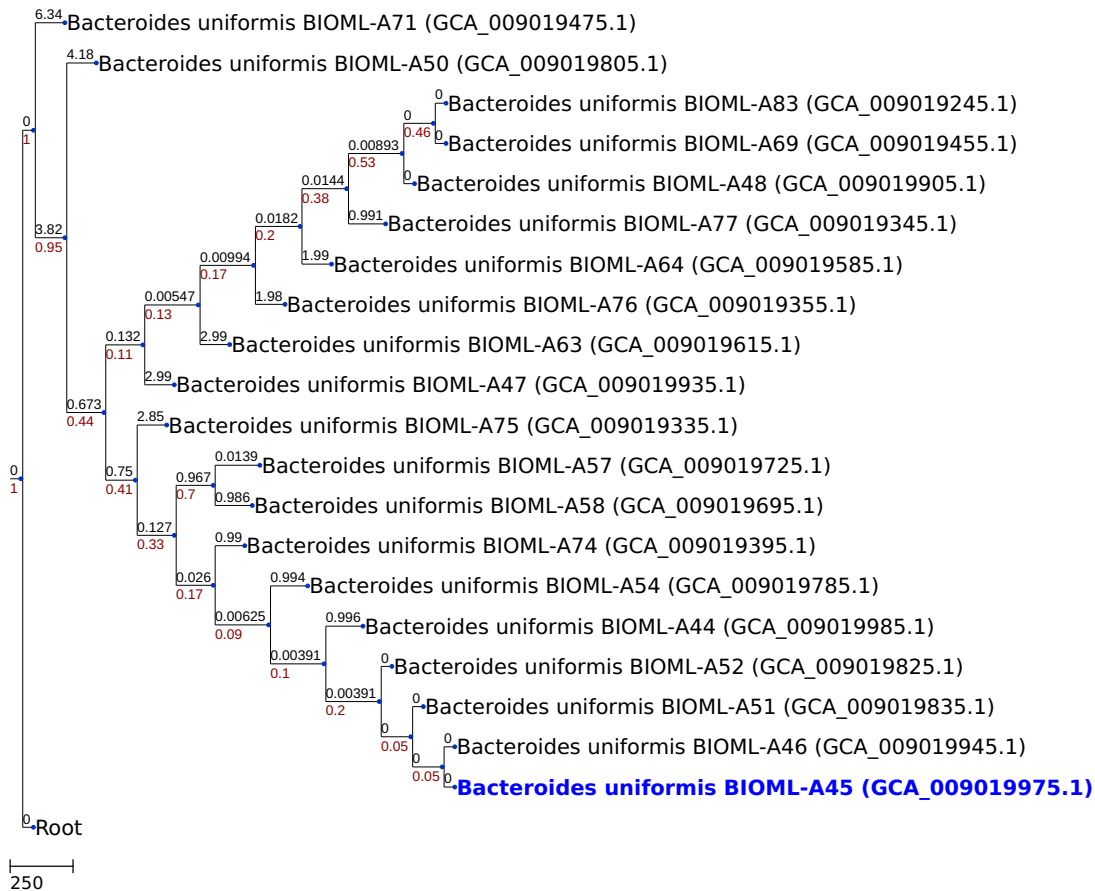 6.34
Bacteroides uniformis BIOML-A71 (GCA_009019475.1)
4.18
Bacteroides uniformis BIOML-A50 (GCA_009019805.1)
0
Bacteroides uniformis BIOML-A83 (GCA_009019245.1)
0
0
1
0.46
0
Bacteroides uniformis BIOML-A69 (GCA_009019455.1)
0.00893
0.53
0
Bacteroides uniformis BIOML-A48 (GCA_009019905.1)
0.0144
0.38
0.991
Bacteroides uniformis BIOML-A77 (GCA_009019345.1)
0.0182
3.82
0.2
0.95
1.99
Bacteroides uniformis BIOML-A64 (GCA_009019585.1)
0.00994
0.17
1.98
Bacteroides uniformis BIOML-A76 (GCA_009019355.1)
0.00547
0.13
2.99
Bacteroides uniformis BIOML-A63 (GCA_009019615.1)
0.132
0.11
2.99
Bacteroides uniformis BIOML-A47 (GCA_009019935.1)
0.673
0.44
2.85
Bacteroides uniformis BIOML-A75 (GCA_009019335.1)
0.0139
Bacteroides uniformis BIOML-A57 (GCA_009019725.1)
0
1
0.75
0.41
0.967
0.7
0.986
Bacteroides uniformis BIOML-A58 (GCA_009019695.1)
0.127
0.33
0.99
Bacteroides uniformis BIOML-A74 (GCA_009019395.1)
0.026
0.17
0.994
Bacteroides uniformis BIOML-A54 (GCA_009019785.1)
0.00625
0.09
0.996
Bacteroides uniformis BIOML-A44 (GCA_009019985.1)
0.00391
0.1
0
Bacteroides uniformis BIOML-A52 (GCA_009019825.1)
0.00391
0.2
0
Bacteroides uniformis BIOML-A51 (GCA_009019835.1)
0
0.05
0
Bacteroides uniformis BIOML-A46 (GCA_009019945.1)
0
0.05
0
Bacteroides uniformis BIOML-A45 (GCA_009019975.1)
0
Root
250